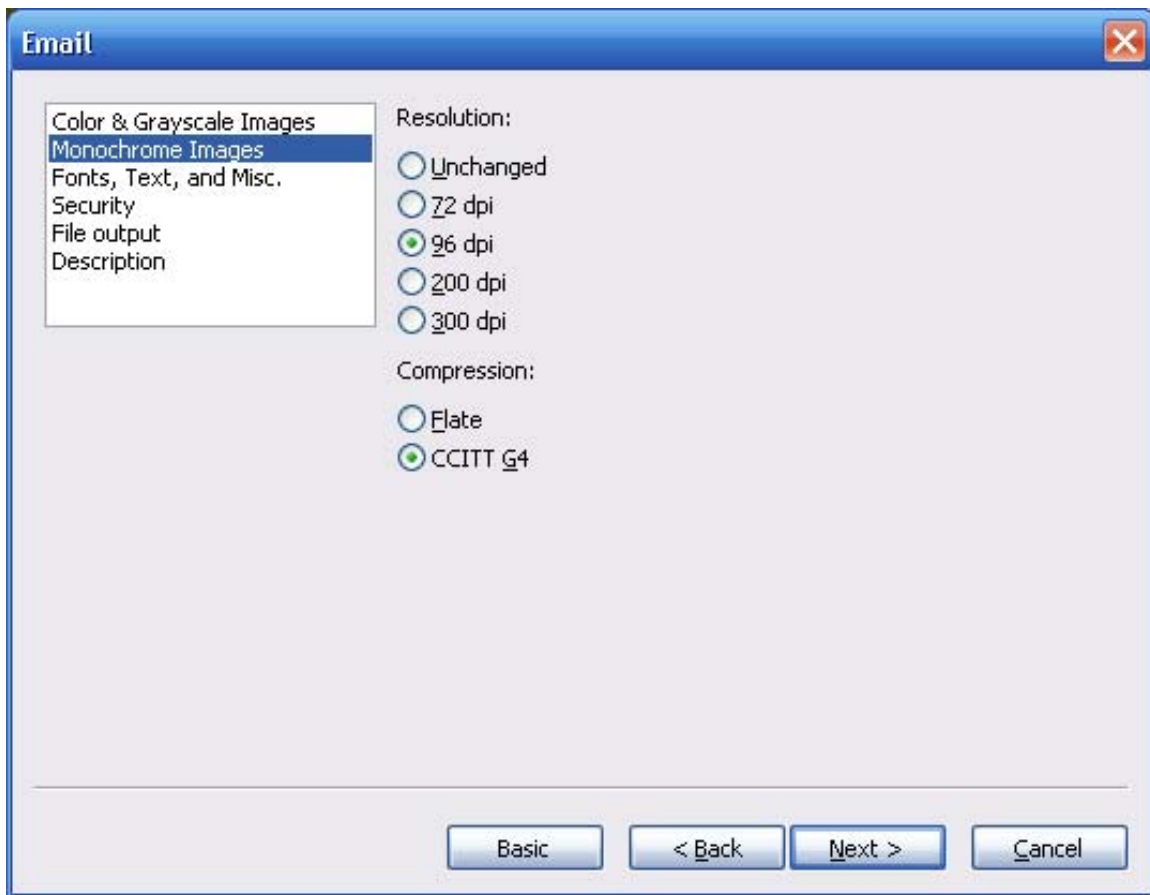 Email
Color & Grayscale Images
Monochrome Images
Fonts, Text, and Misc.
Security
File output
Description
Resolution:
Unchanged
72 dpi
96 dpi
200 dpi
300 dpi
Compression:
Flate
CCITT G4
Basic
< Back
Next >
Cancel